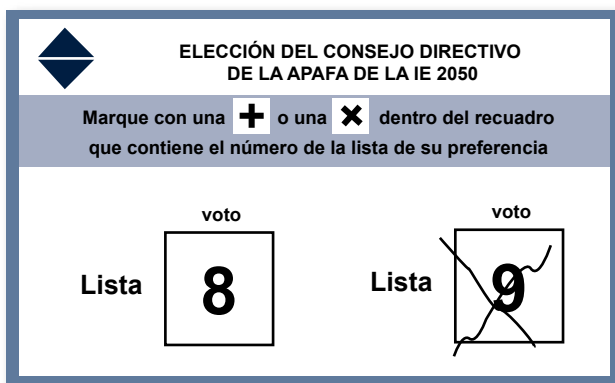 ELECCIÓN DEL CONSEJO DIRECTIVO
DE LA APAFA DE LA IE 2050
Marque con una + o una × dentro del recuadro
que contiene el número de la lista de su preferencia
voto
Lista 8
voto
Lista 9